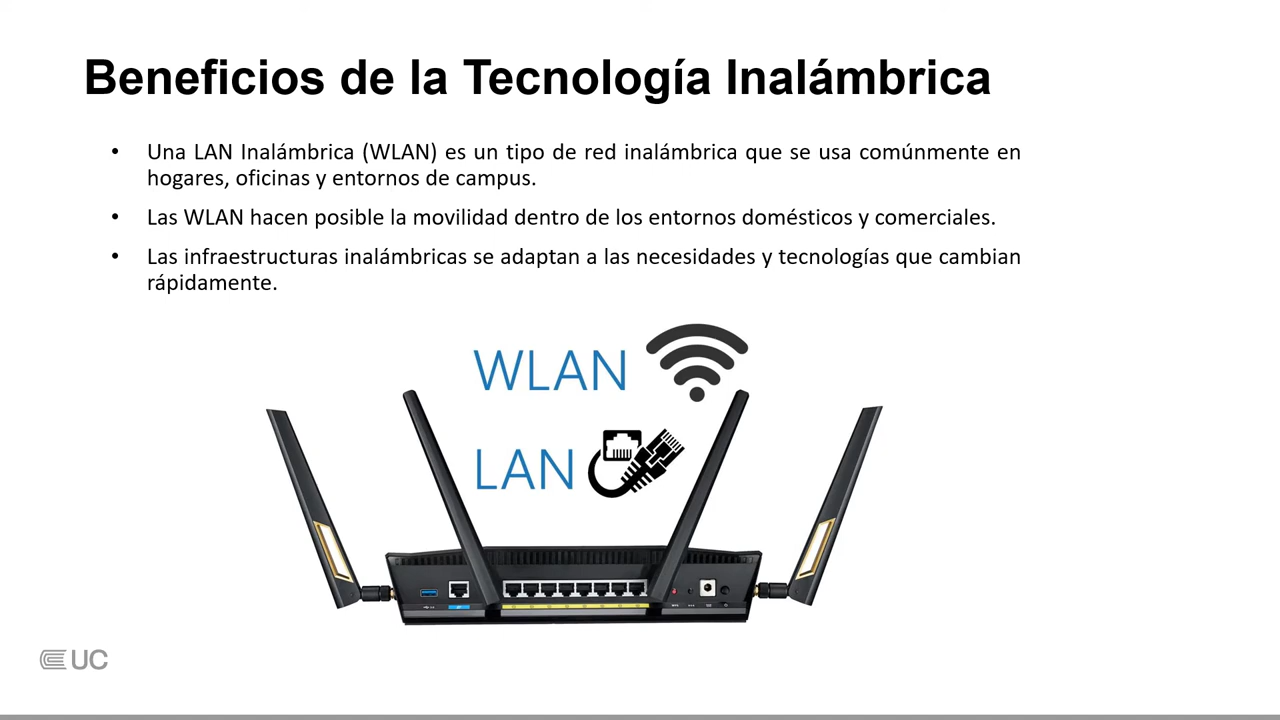 Beneficios de la Tecnología Inalámbrica
• Una LAN Inalámbrica (WLAN) es un tipo de red inalámbrica que se usa comúnmente en
hogares, oficinas y entornos de campus.
• Las WLAN hacen posible la movilidad dentro de los entornos domésticos y comerciales.
• Las infraestructuras inalámbricas se adaptan a las necesidades y tecnologías que cambian
rápidamente.
WLAN
LAN
UC